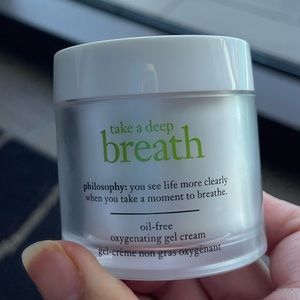 take a deep
breath
philosophy: you see life more clearly
when you take a moment to breathe.
oil-free
oxygenating gel cream
gel-crème non gras oxygénant